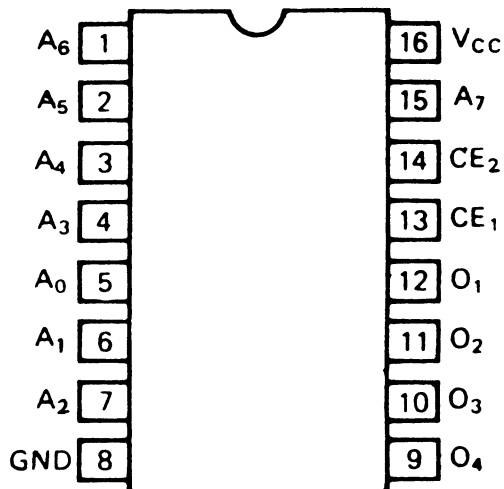 A6 1 16 VCC
A5 2 15 A7
A4 3 14 CE2
A3 4 13 CE1
A0 5 12 O1
A1 6 11 O2
A2 7 10 O3
GND 8 9 O4